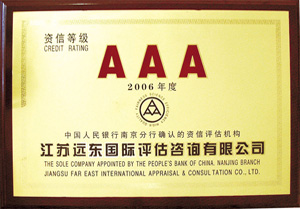 资信等级
CREDIT RATING
AAA
2006年度
中国人民银行南京分行确认的资信评估机构
江苏远东国际评估咨询有限公司
THE SOLE COMPANY APPOINTED BY THE PEOPLE'S BANK OF CHINA, NANJING BRANCH
JIANGSU FAR EAST INTERNATIONAL APPRAISAL & CONSULTATION CO., LTD.